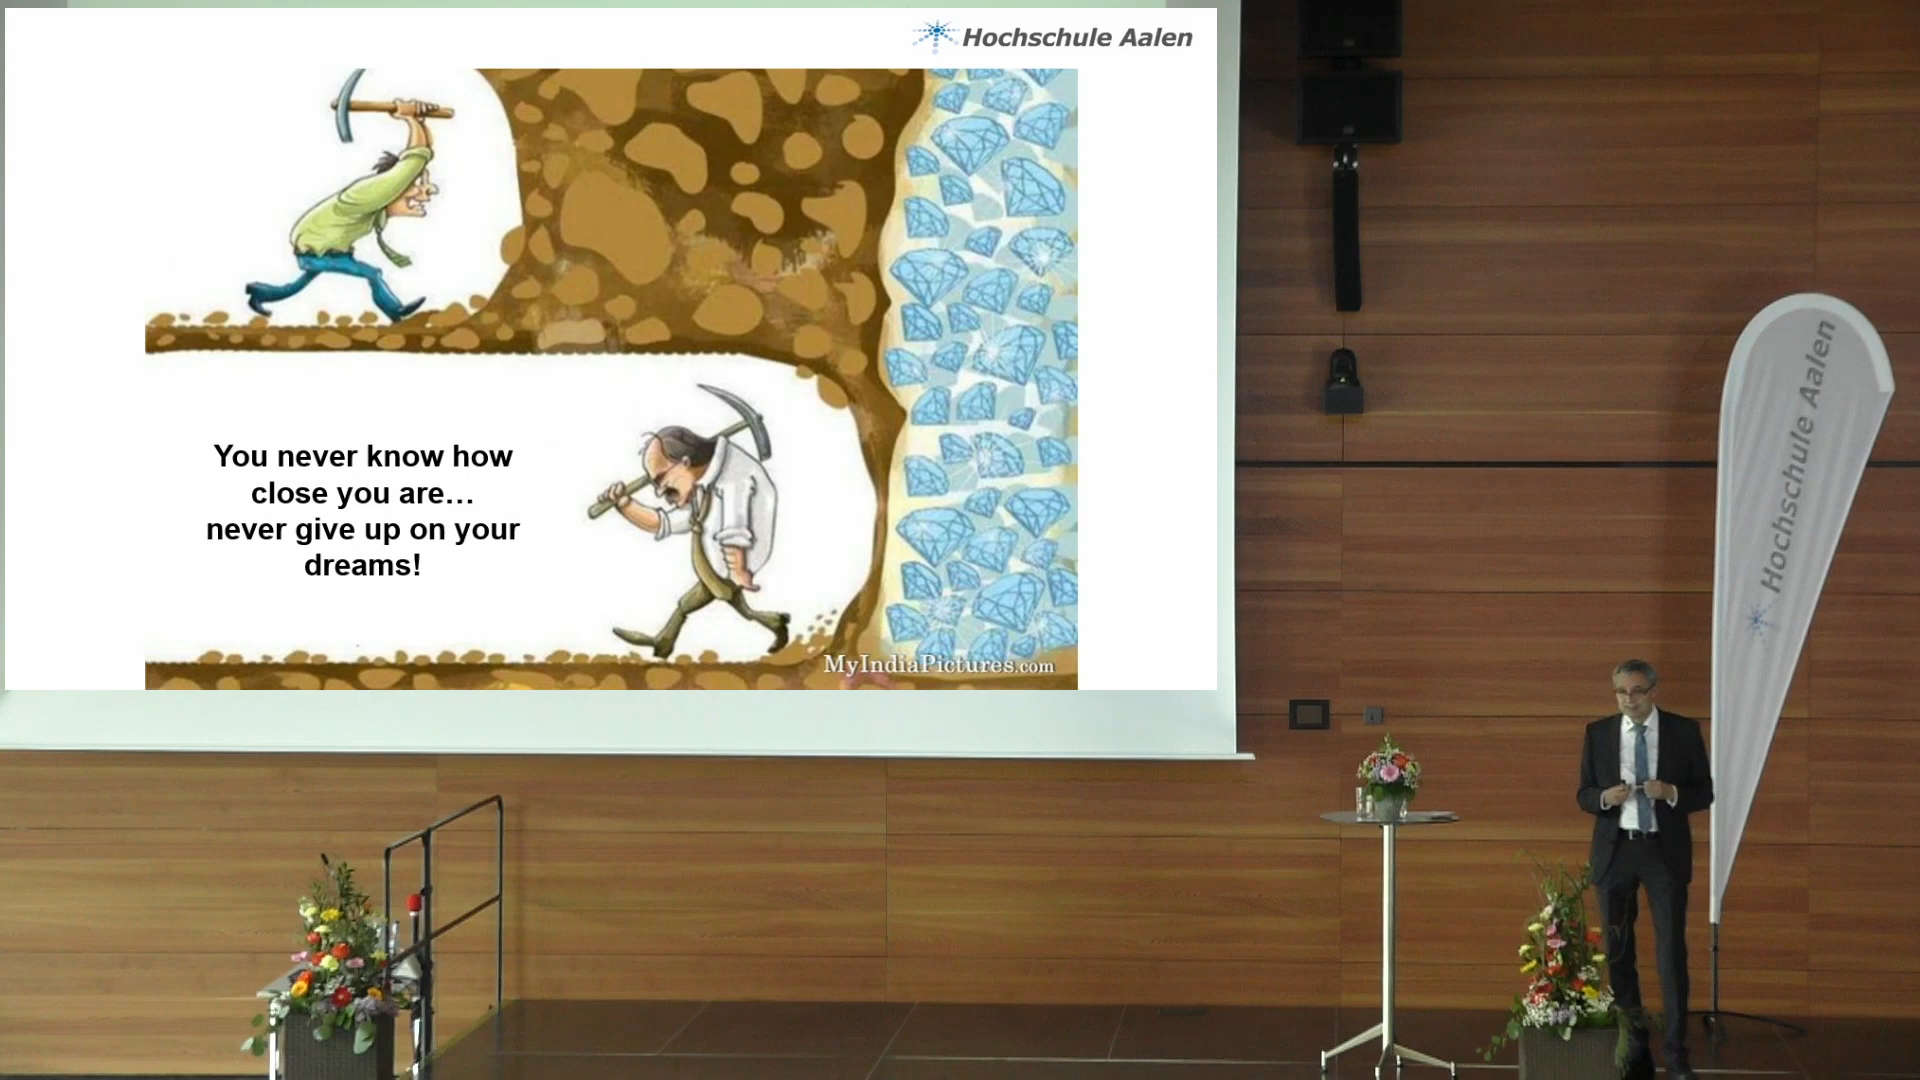 Hochschule Aalen
You never know how
close you are...
never give up on your
dreams!
MyIndiaPictures.com
Hochschule Aalen